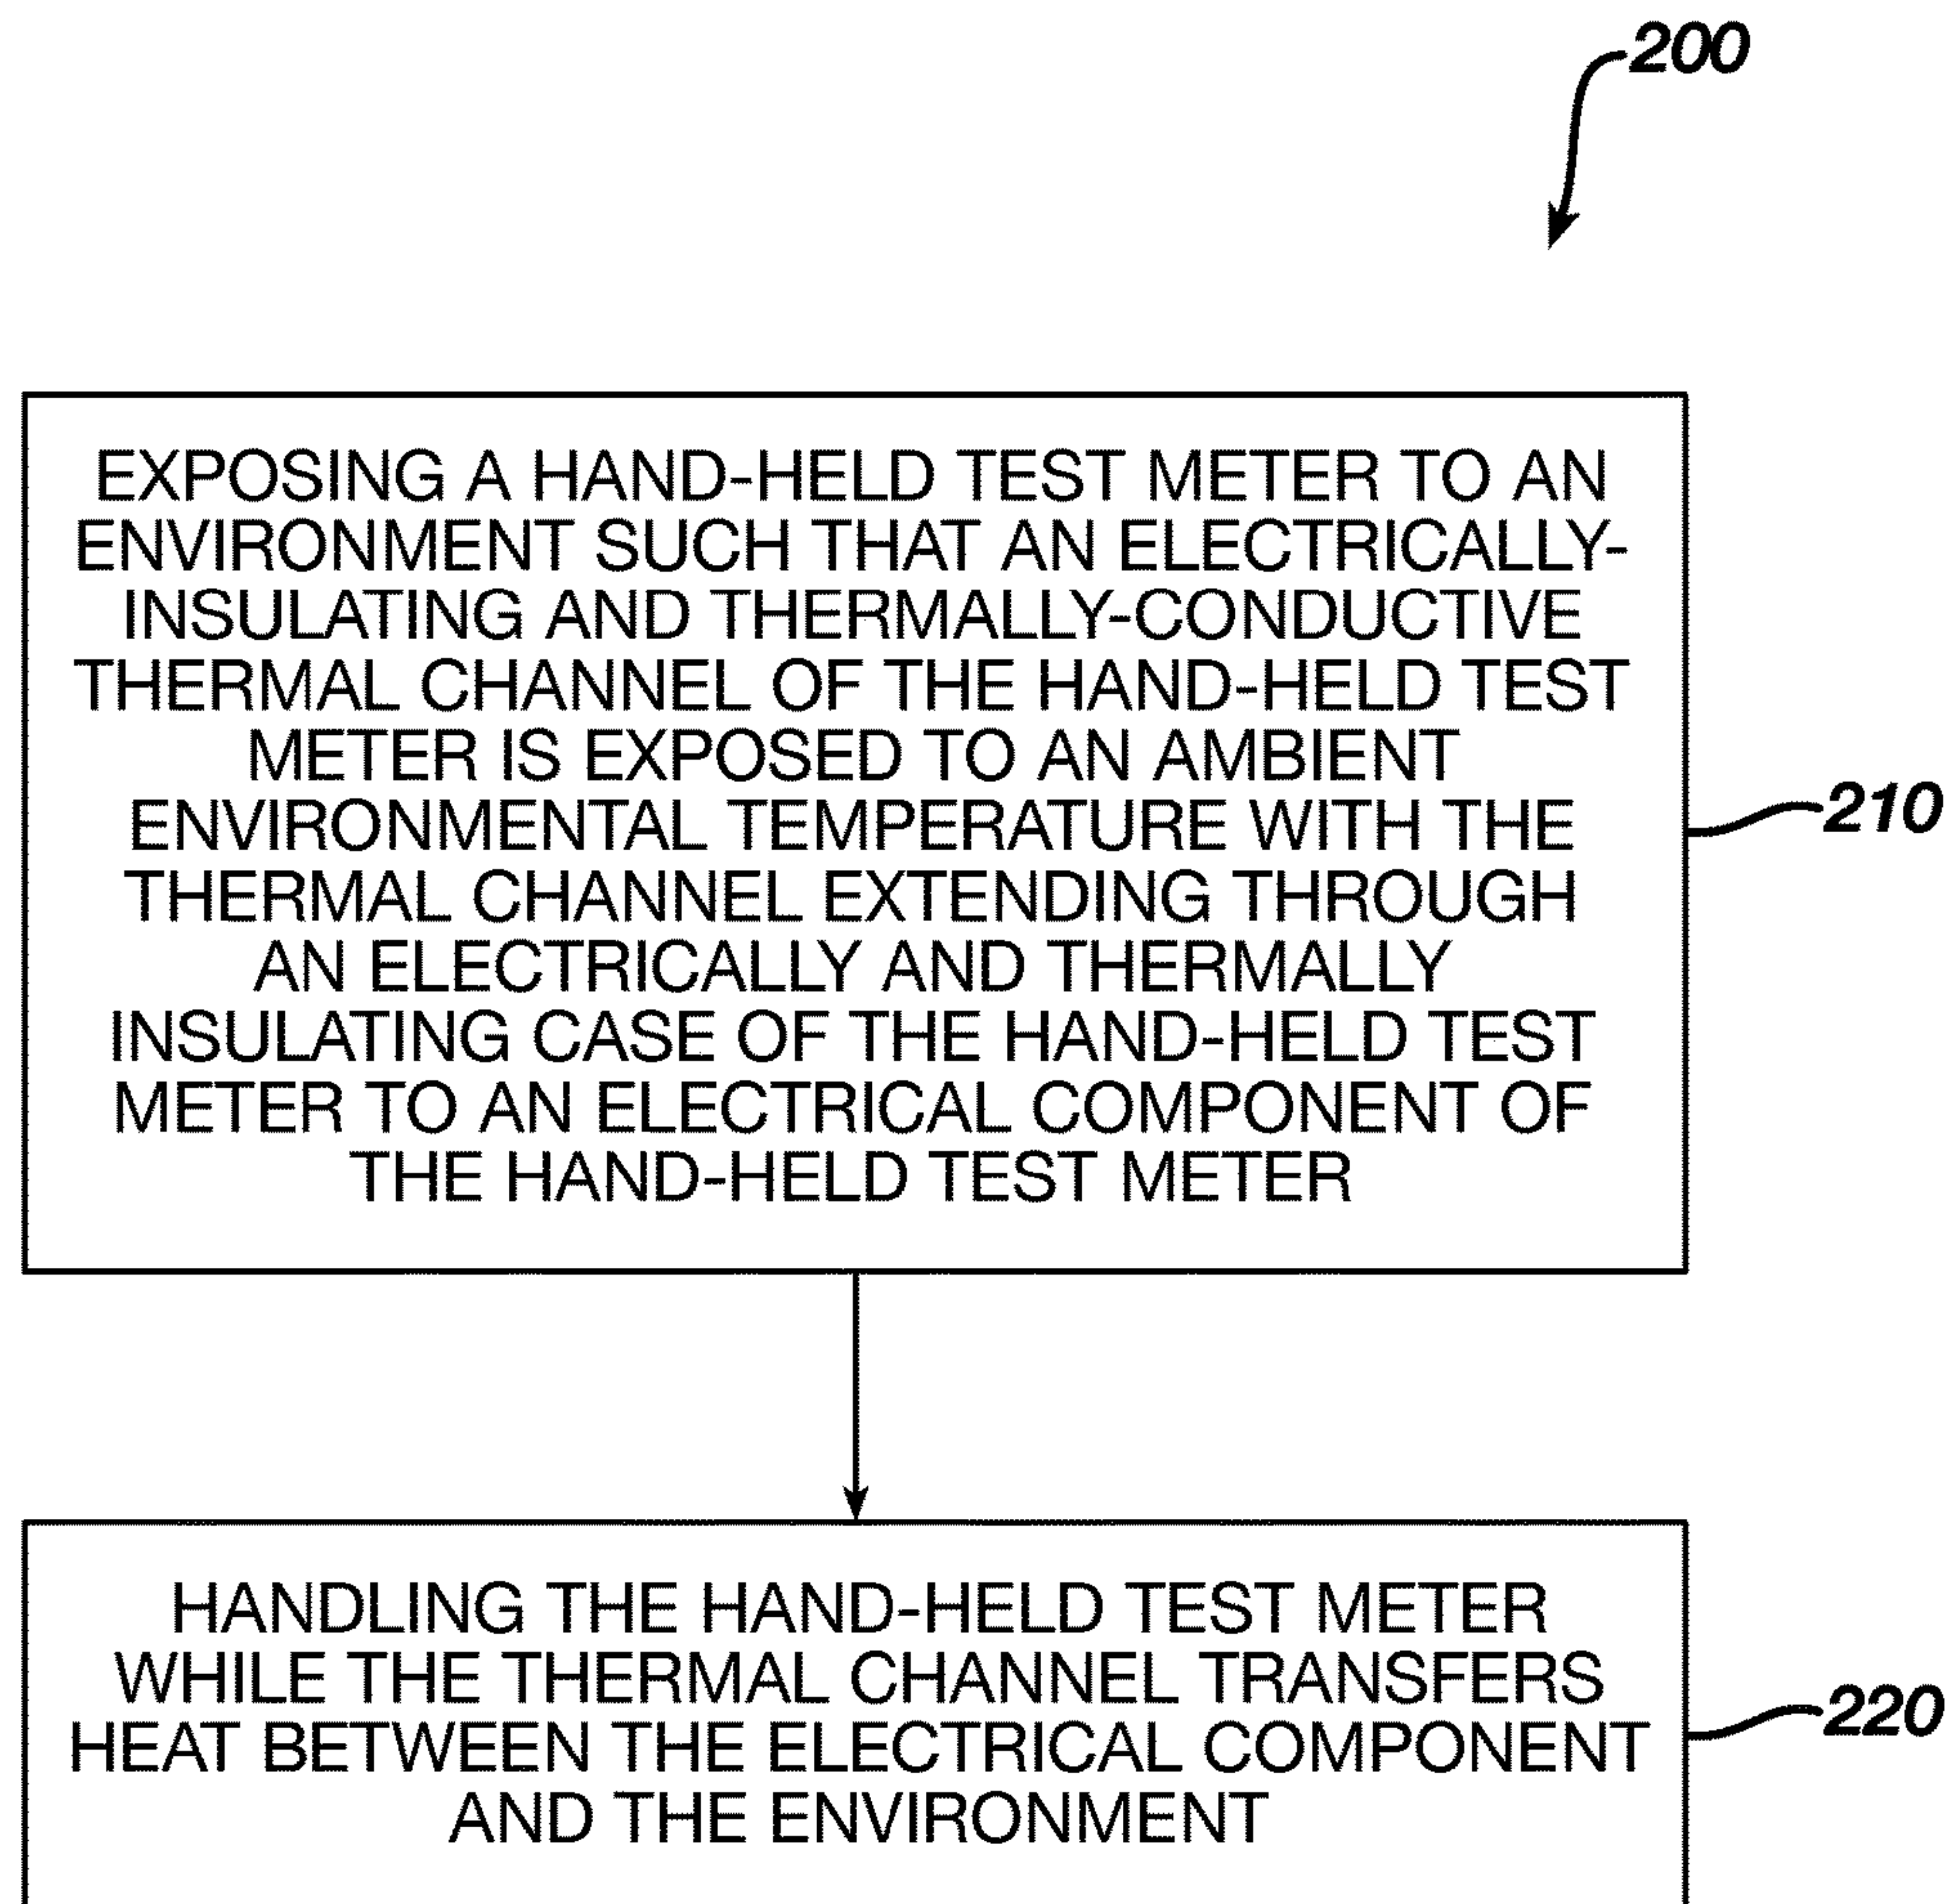 200
EXPOSING A HAND-HELD TEST METER TO AN
ENVIRONMENT SUCH THAT AN ELECTRICALLY-
INSULATING AND THERMALLY-CONDUCTIVE
THERMAL CHANNEL OF THE HAND-HELD TEST
METER IS EXPOSED TO AN AMBIENT
ENVIRONMENTAL TEMPERATURE WITH THE
THERMAL CHANNEL EXTENDING THROUGH
AN ELECTRICALLY AND THERMALLY
INSULATING CASE OF THE HAND-HELD TEST
METER TO AN ELECTRICAL COMPONENT OF
THE HAND-HELD TEST METER
210
HANDLING THE HAND-HELD TEST METER
WHILE THE THERMAL CHANNEL TRANSFERS
HEAT BETWEEN THE ELECTRICAL COMPONENT
AND THE ENVIRONMENT
220